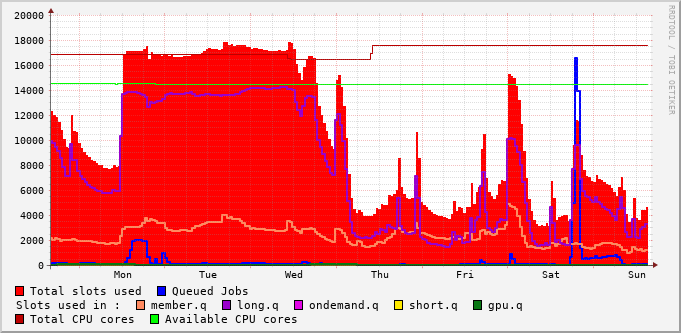 20000
18000
16000
14000
12000
10000
8000
6000
4000
2000
0
Mon Tue Wed Thu Fri Sat Sun
RRDTOOL / TOBI OETIKER
Total slots used Queued Jobs
Slots used in : member.q long.q ondemand.q short.q gpu.q
Total CPU cores Available CPU cores